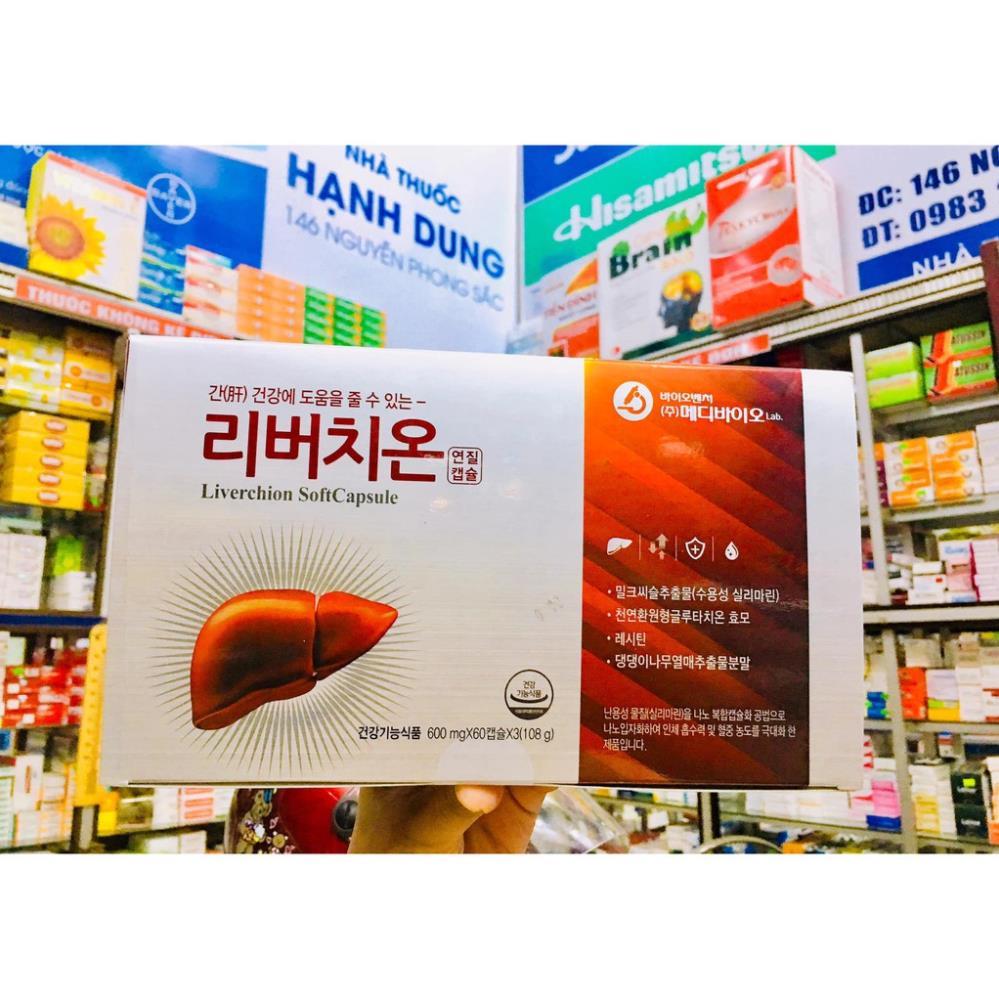 NHÀ THUỐC
HẠNH DUNG
146 NGUYỄN PHONG SẮC
BAYER
Hisamitsu
Brain
ĐC: 146
ĐT: 0983
NHÀ
THUỐC KHÔNG KÊ
ATUSSIN
간(肝) 건강에 도움을 줄 수 있는 –
리버치온
연질
캡슐
Liverchion SoftCapsule
건강
기능식품
건강기능식품 600 mgX60캡슐X3(108 g)
바이오벤처
(주)메디바이오 Lab.
• 밀크씨슬추출물(수용성 실리마린)
• 천연환원형글루타치온 효모
• 레시틴
• 댕댕이나무열매추출물분말
난용성 물질(실리마린)을 나노 복합캡슐화 공법으로
나노입자화하여 인체 흡수력 및 혈중 농도를 극대화 한
제품입니다.